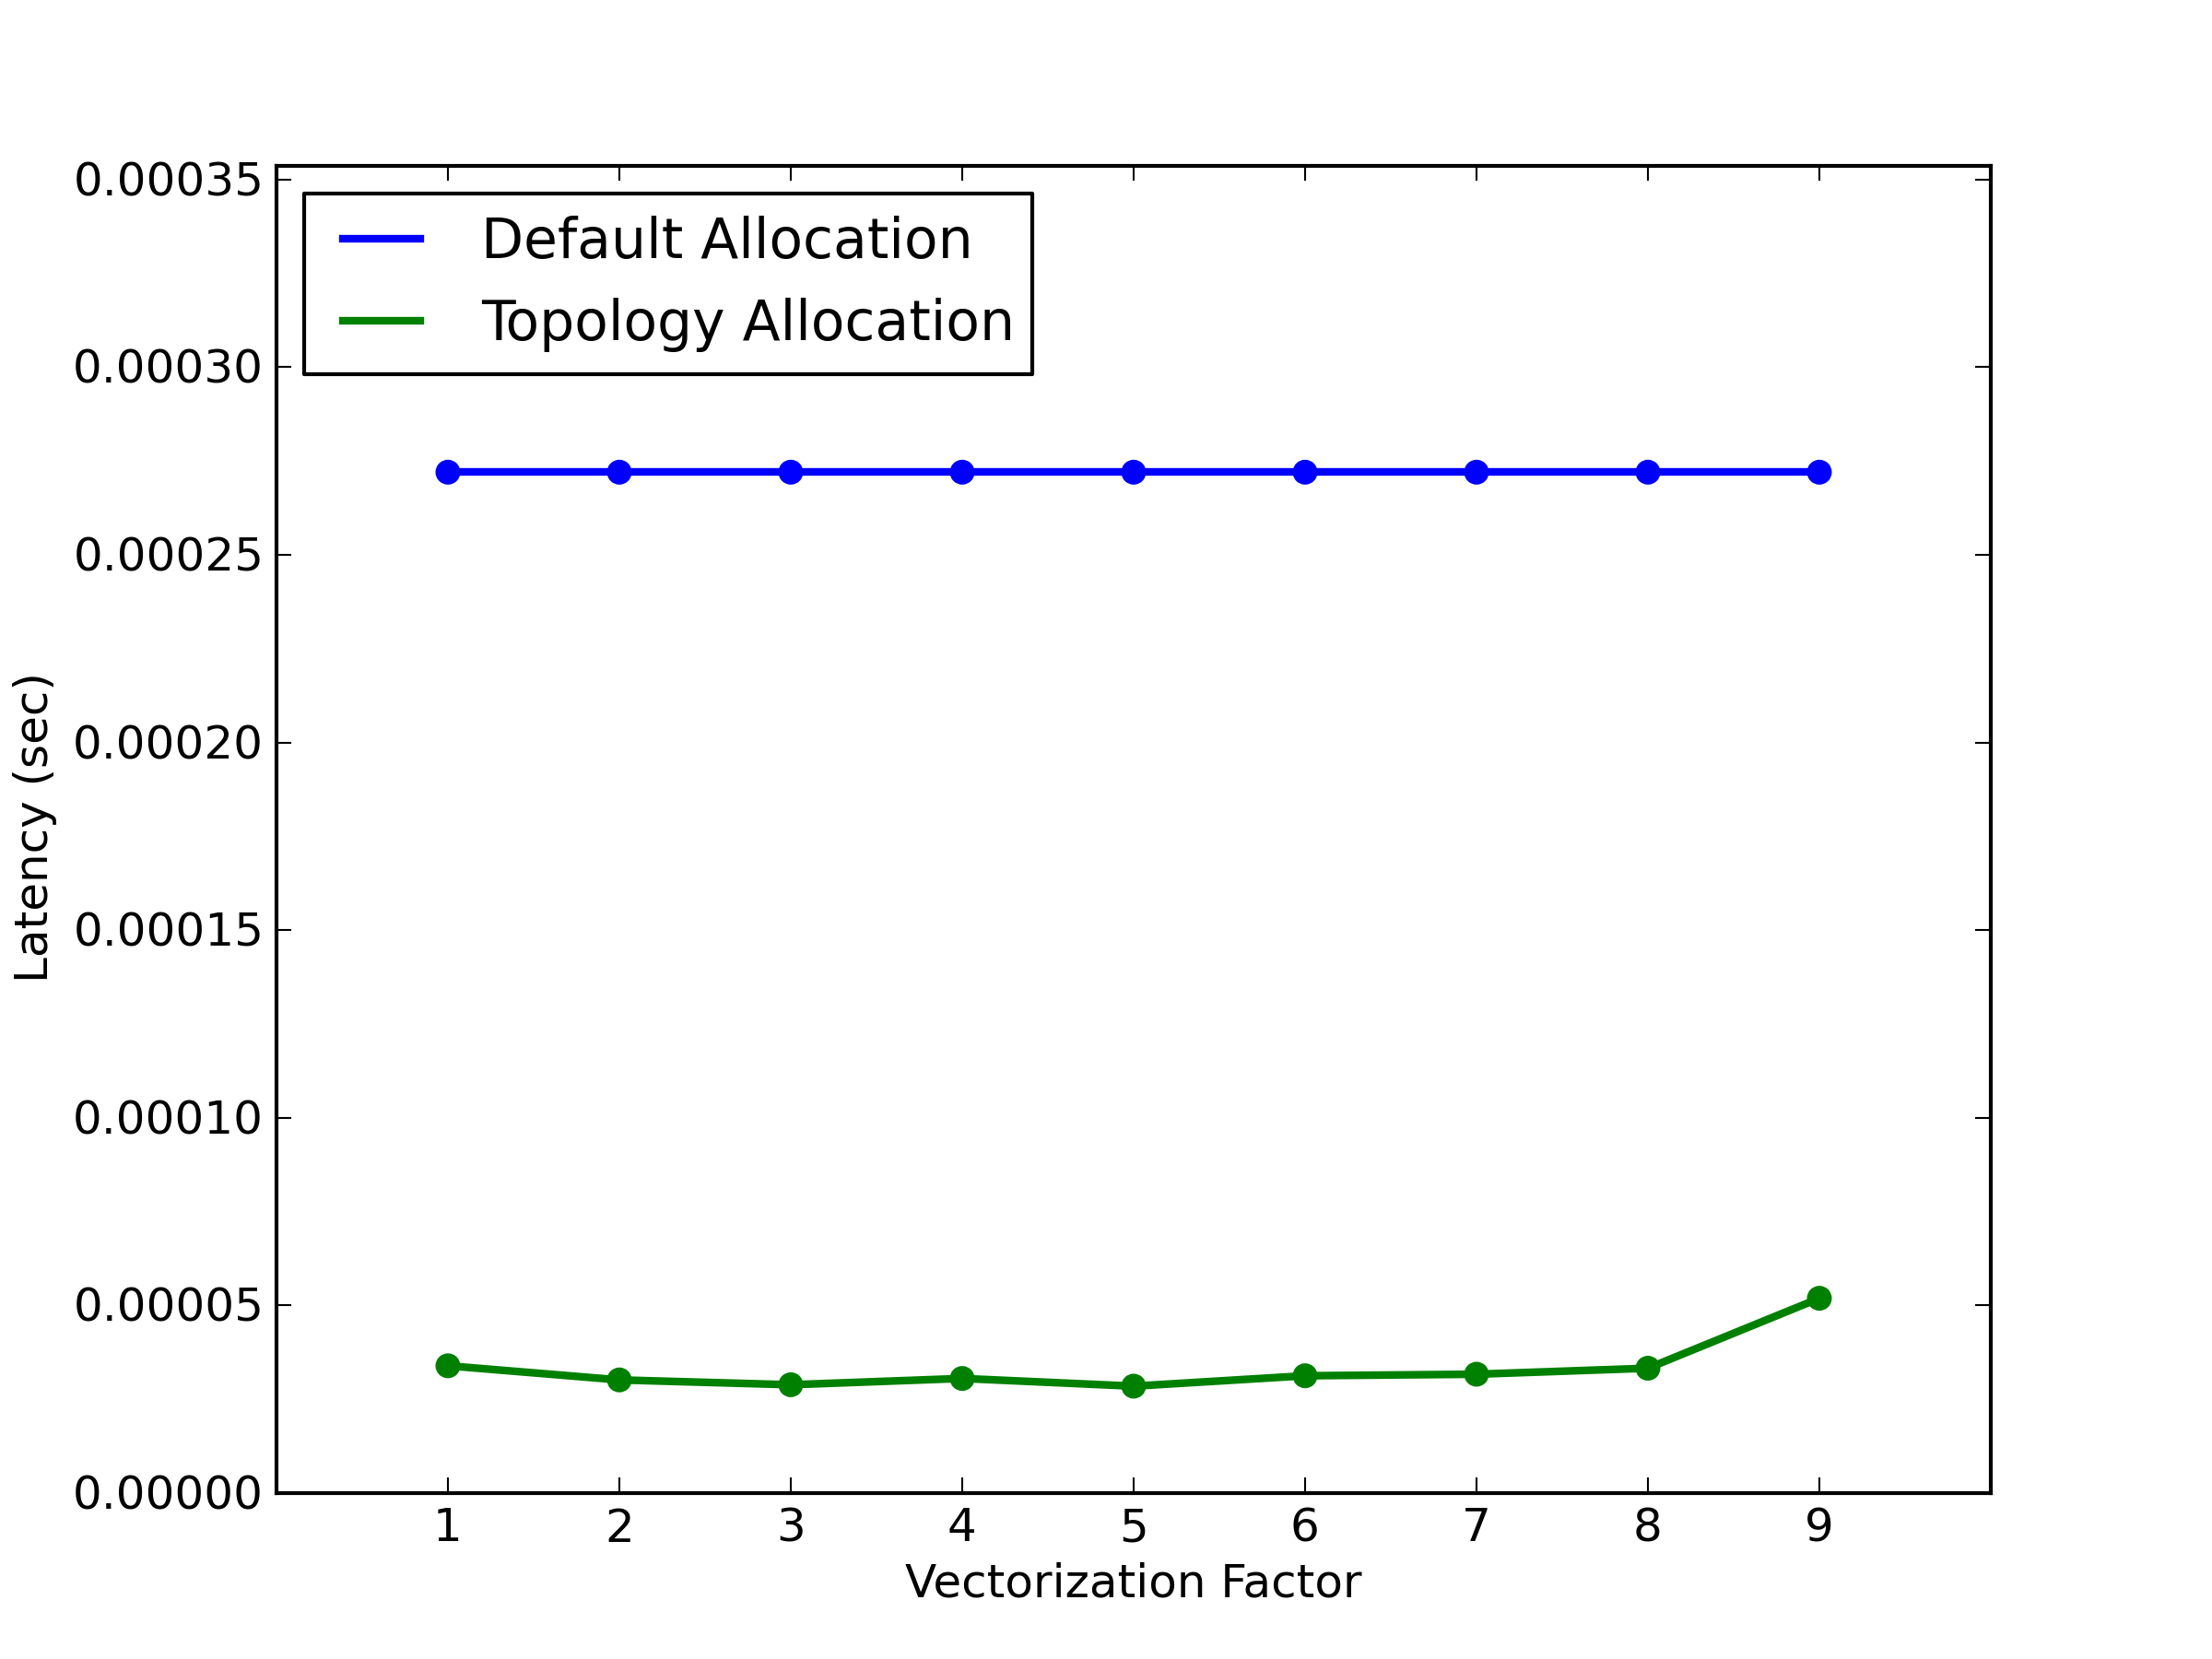 0.00035
0.00030
0.00025
0.00020
0.00015
0.00010
0.00005
0.00000
Latency (sec)
Default Allocation
Topology Allocation
1 2 3 4 5 6 7 8 9
Vectorization Factor